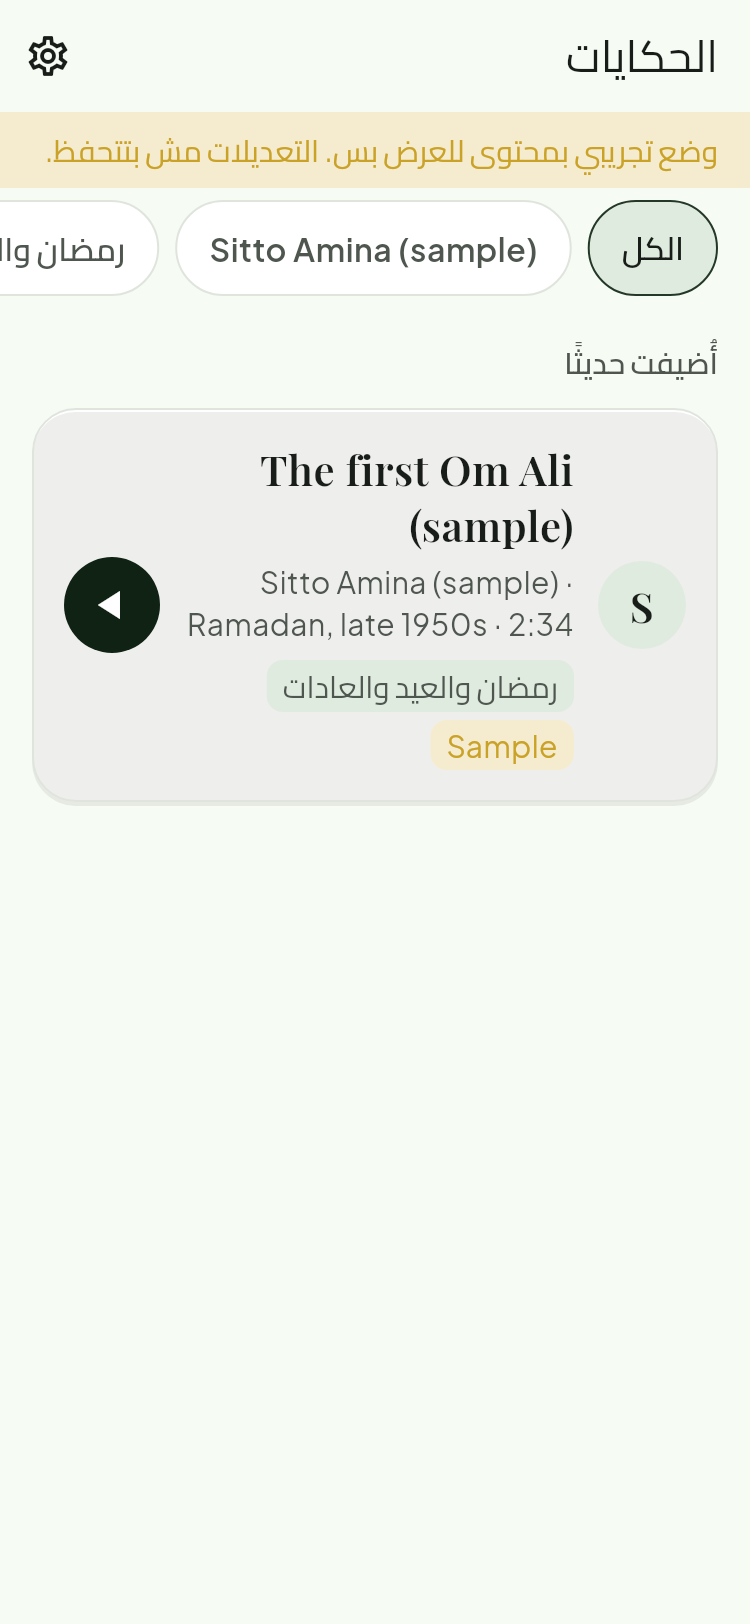 الحكايات
وضع تجريبي بمحتوى للعرض بس. التعديلات مش بتتحفظ.
الكل
Sitto Amina (sample)
رمضان وال
أُضيفت حديثًا
The first Om Ali
(sample)
Sitto Amina (sample) ·
Ramadan, late 1950s · 2:34
S
رمضان والعيد والعادات
Sample